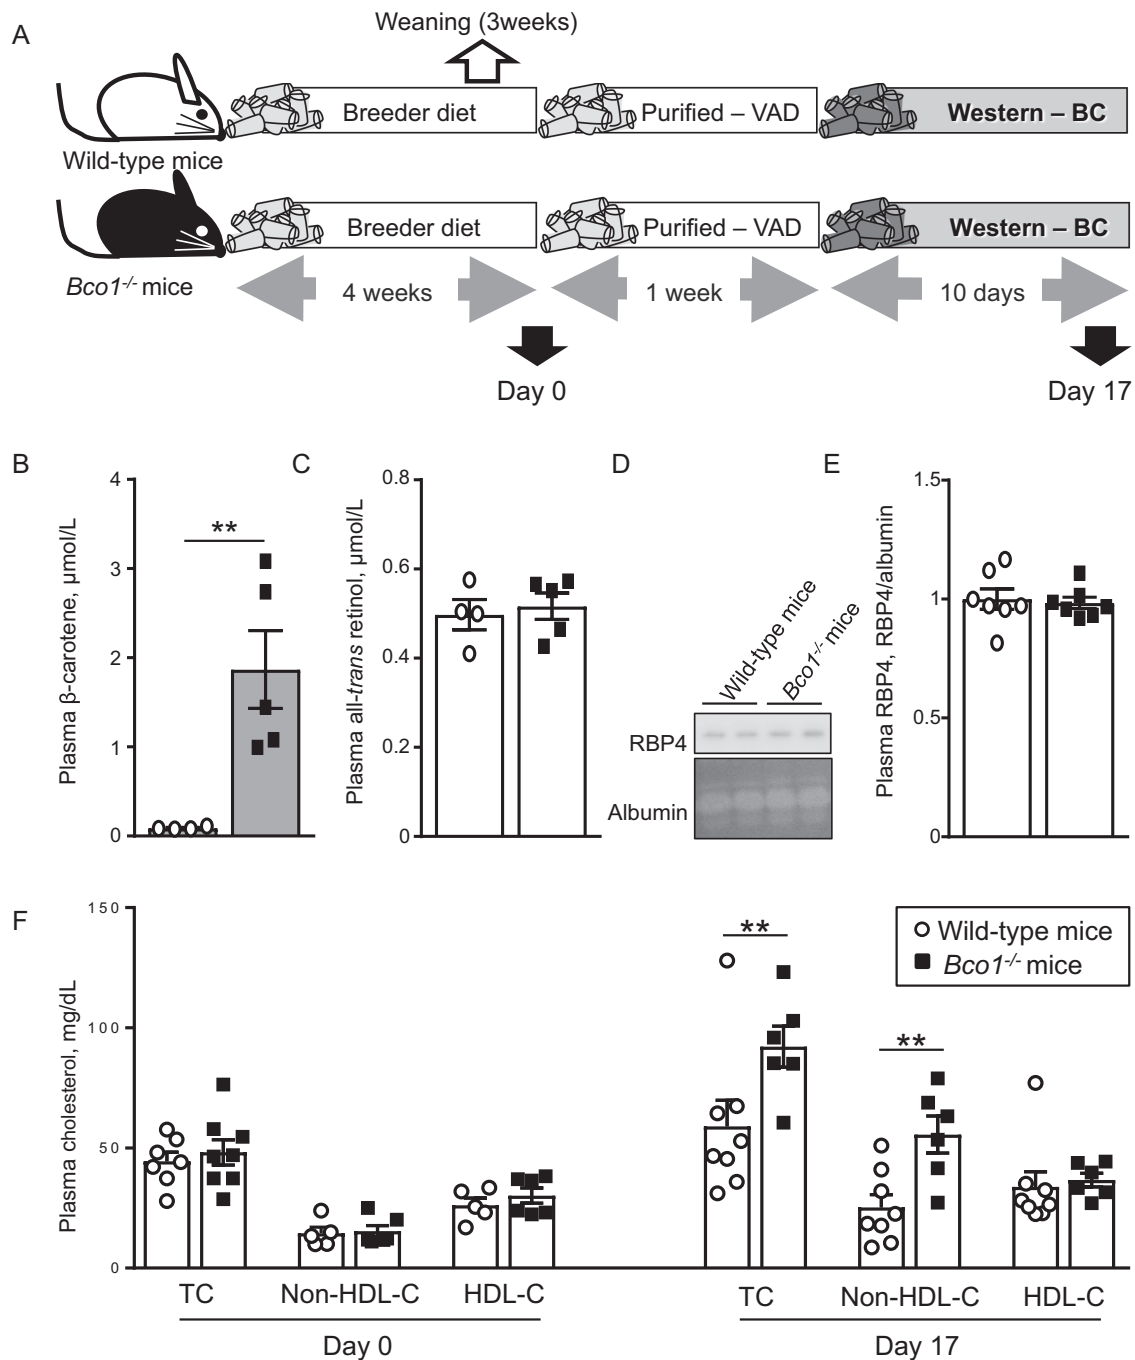 A
Weaning (3weeks)
Breeder diet
Purified – VAD
Western – BC
Wild-type mice
Breeder diet
Purified – VAD
Western – BC
Bco1-/- mice
4 weeks
1 week
10 days
Day 0
Day 17
B
Plasma β-carotene, µmol/L
4
3
2
1
0
**
C
Plasma all-trans retinol, µmol/L
0.8
0.6
0.4
0.2
0
D
Wild-type mice
Bco1-/- mice
RBP4
Albumin
E
Plasma RBP4, RBP4/albumin
1.5
1
0.5
0
F
Plasma cholesterol, mg/dL
150
100
50
0
**
**
Wild-type mice
Bco1-/- mice
TC
Non-HDL-C
HDL-C
TC
Non-HDL-C
HDL-C
Day 0
Day 17